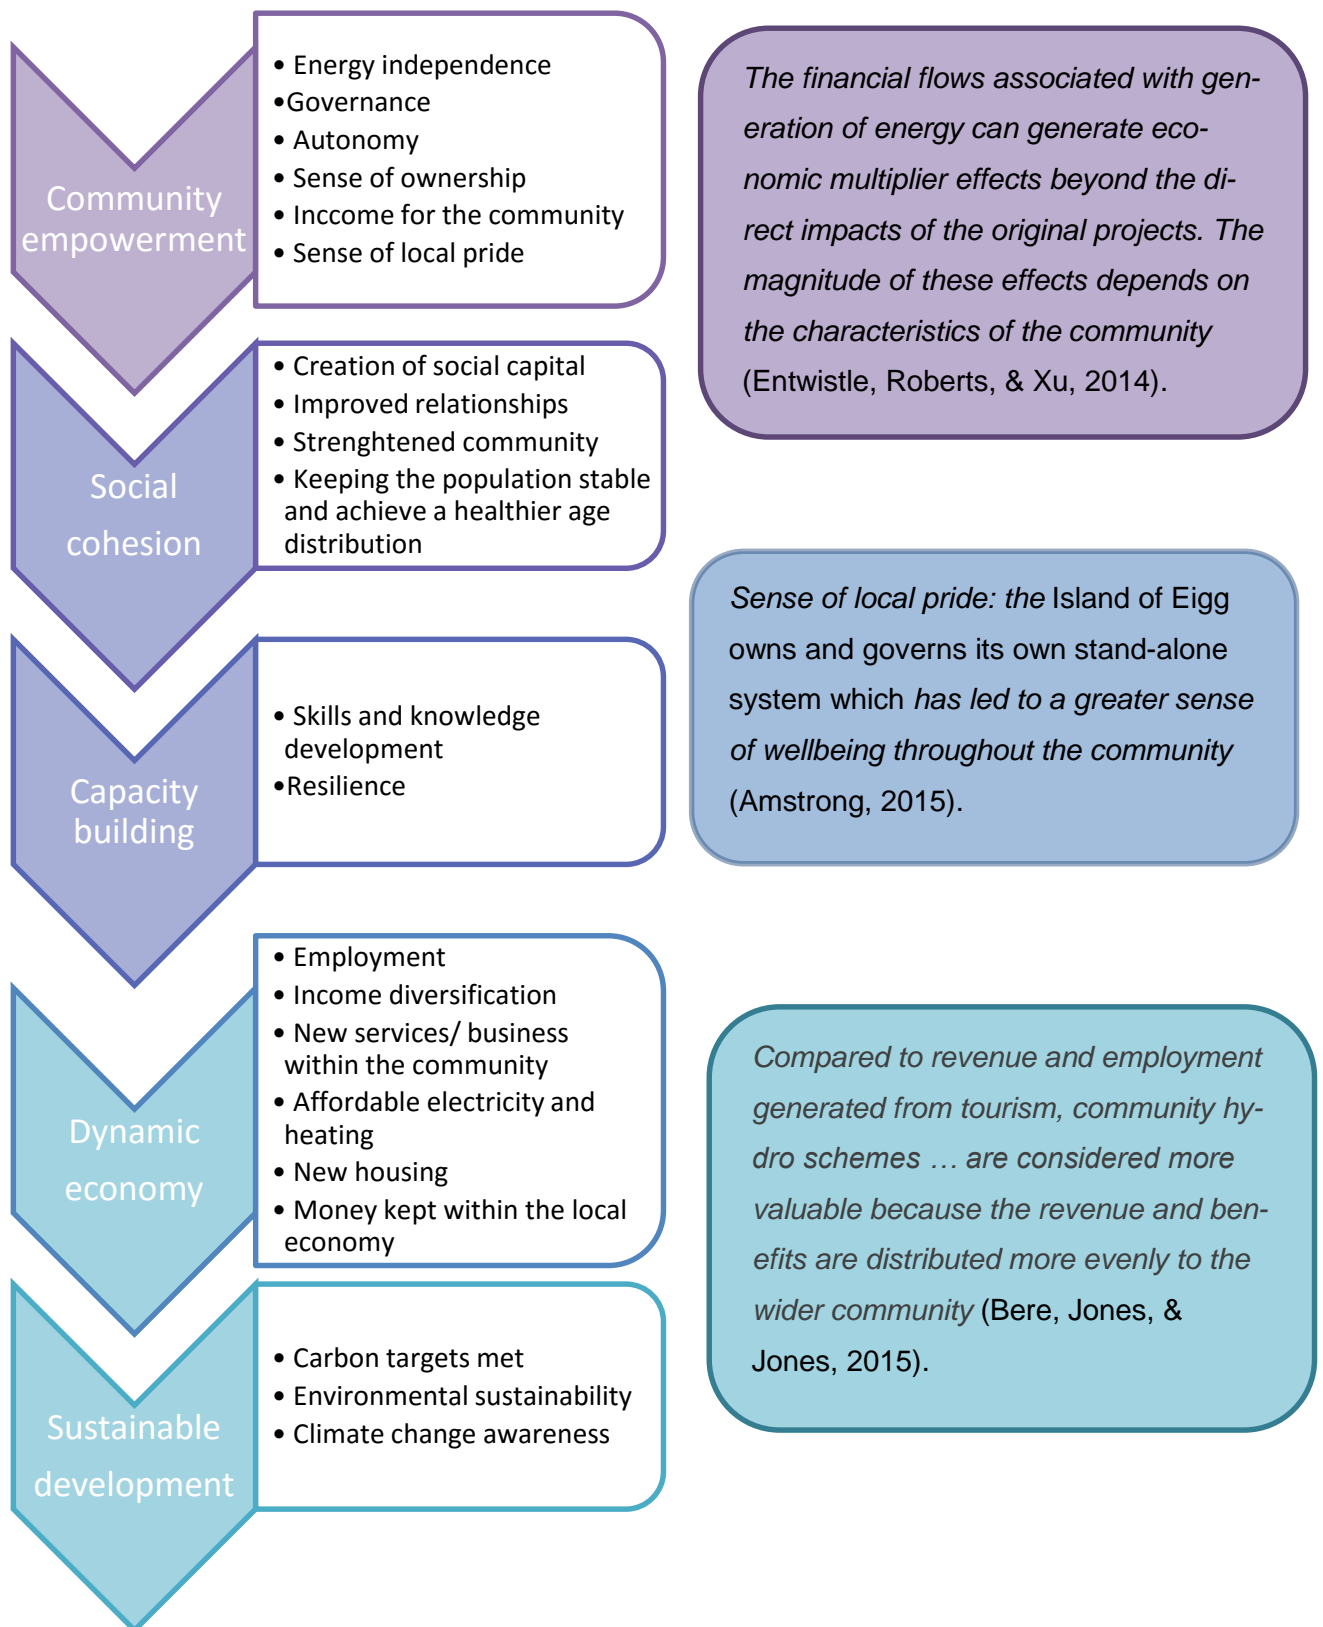 Community
empowerment
• Energy independence
•Governance
• Autonomy
• Sense of ownership
• Inccome for the community
• Sense of local pride
Social
cohesion
• Creation of social capital
• Improved relationships
• Strenghtened community
• Keeping the population stable
and achieve a healthier age
distribution
Capacity
building
• Skills and knowledge
development
•Resilience
Dynamic
economy
• Employment
• Income diversification
• New services/ business
within the community
• Affordable electricity and
heating
• New housing
• Money kept within the local
economy
Sustainable
development
• Carbon targets met
• Environmental sustainability
• Climate change awareness
The financial flows associated with gen-
eration of energy can generate eco-
nomic multiplier effects beyond the di-
rect impacts of the original projects. The
magnitude of these effects depends on
the characteristics of the community
(Entwistle, Roberts, & Xu, 2014).
Sense of local pride: the Island of Eigg
owns and governs its own stand-alone
system which has led to a greater sense
of wellbeing throughout the community
(Amstrong, 2015).
Compared to revenue and employment
generated from tourism, community hy-
dro schemes … are considered more
valuable because the revenue and ben-
efits are distributed more evenly to the
wider community (Bere, Jones, &
Jones, 2015).